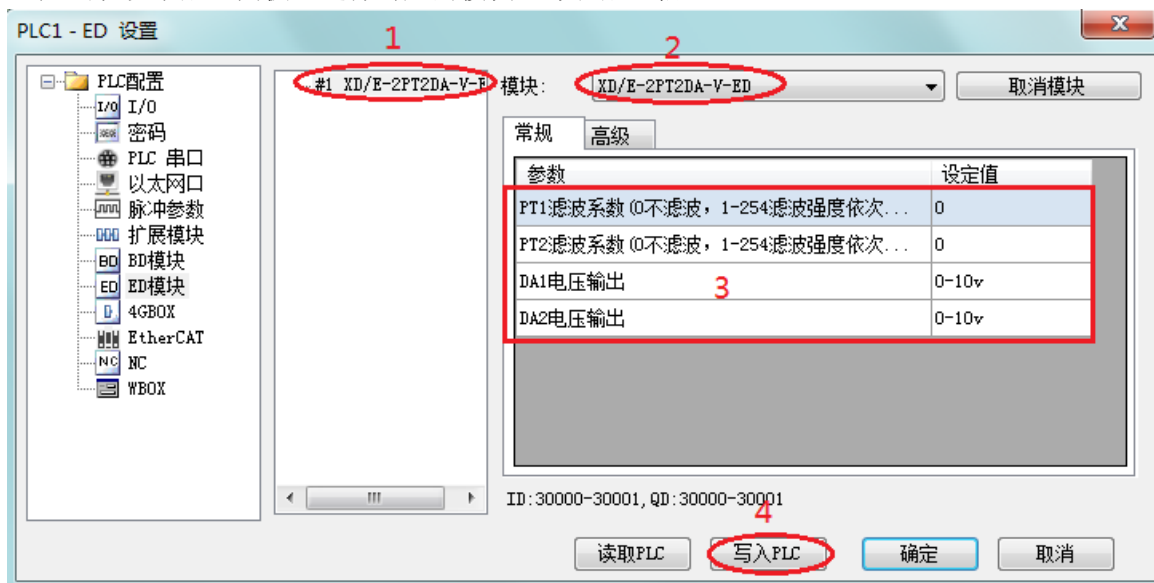 PLC1 - ED 设置
1
2
PLC配置
I/O
密码
PLC 串口
以太网口
脉冲参数
扩展模块
BD模块
ED模块
4GBOX
EtherCAT
NC
WBOX
#1 XD/E-2PT2DA-V-E
模块:
XD/E-2PT2DA-V-ED
取消模块
常规
高级
参数 设定值
PT1滤波系数(0不滤波，1-254滤波强度依次... 0
PT2滤波系数(0不滤波，1-254滤波强度依次... 0
DA1电压输出 0-10v
3
DA2电压输出 0-10v
ID:30000-30001,QD:30000-30001
4
读取PLC
写入PLC
确定
取消